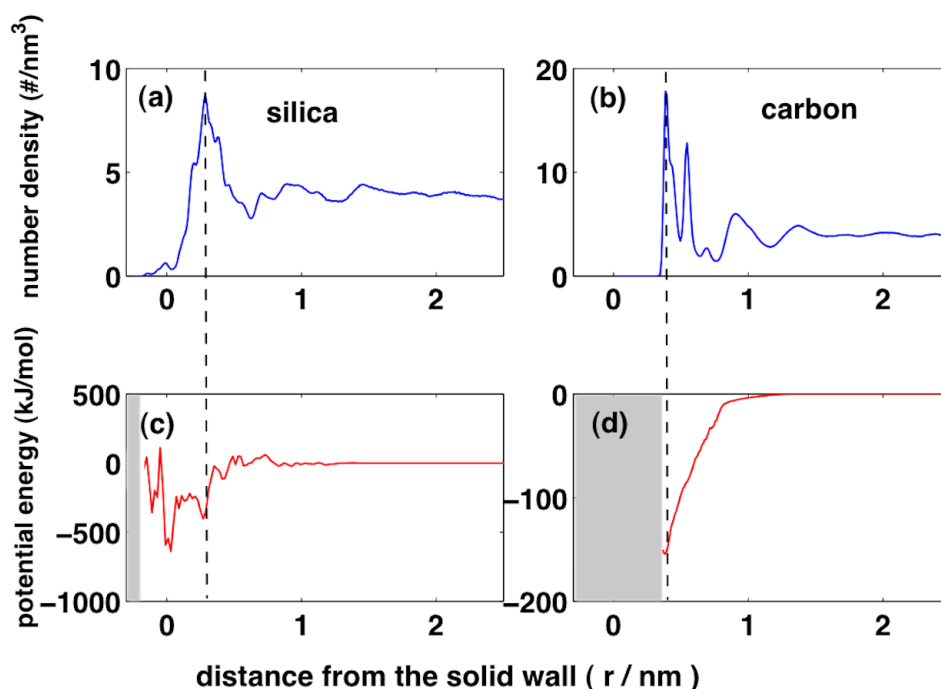 number density (#/nm³)
10
5
0
(a)
silica
0 1 2
20
10
0
(b)
carbon
0 1 2
potential energy (kJ/mol)
500
0
−500
−1000
(c)
0 1 2
0
−100
−200
(d)
0 1 2
distance from the solid wall ( r / nm )